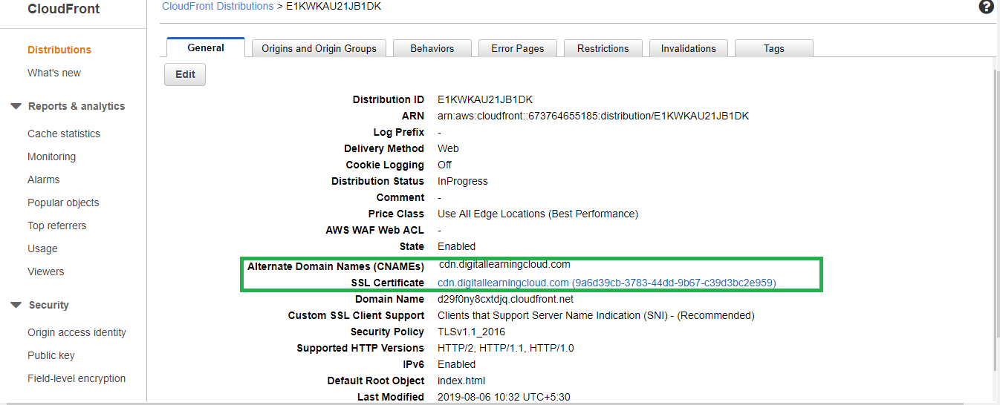 CloudFront
CloudFront Distributions > E1KWKAU21JB1DK
?
Distributions
What's new
Reports & analytics
Cache statistics
Monitoring
Alarms
Popular objects
Top referrers
Usage
Viewers
Security
Origin access identity
Public key
Field-level encryption
General Origins and Origin Groups Behaviors Error Pages Restrictions Invalidations Tags
Edit
Distribution ID E1KWKAU21JB1DK
ARN arn:aws:cloudfront::673764655185:distribution/E1KWKAU21JB1DK
Log Prefix -
Delivery Method Web
Cookie Logging Off
Distribution Status InProgress
Comment -
Price Class Use All Edge Locations (Best Performance)
AWS WAF Web ACL -
State Enabled
Alternate Domain Names (CNAMEs) cdn.digitallearningcloud.com
SSL Certificate cdn.digitallearningcloud.com (9a6d39cb-3783-44dd-9b67-c39d3bc2e959)
Domain Name d29f0ny8cxtdjq.cloudfront.net
Custom SSL Client Support Clients that Support Server Name Indication (SNI) - (Recommended)
Security Policy TLSv1.1_2016
Supported HTTP Versions HTTP/2, HTTP/1.1, HTTP/1.0
IPv6 Enabled
Default Root Object index.html
Last Modified 2019-08-06 10:32 UTC+5:30